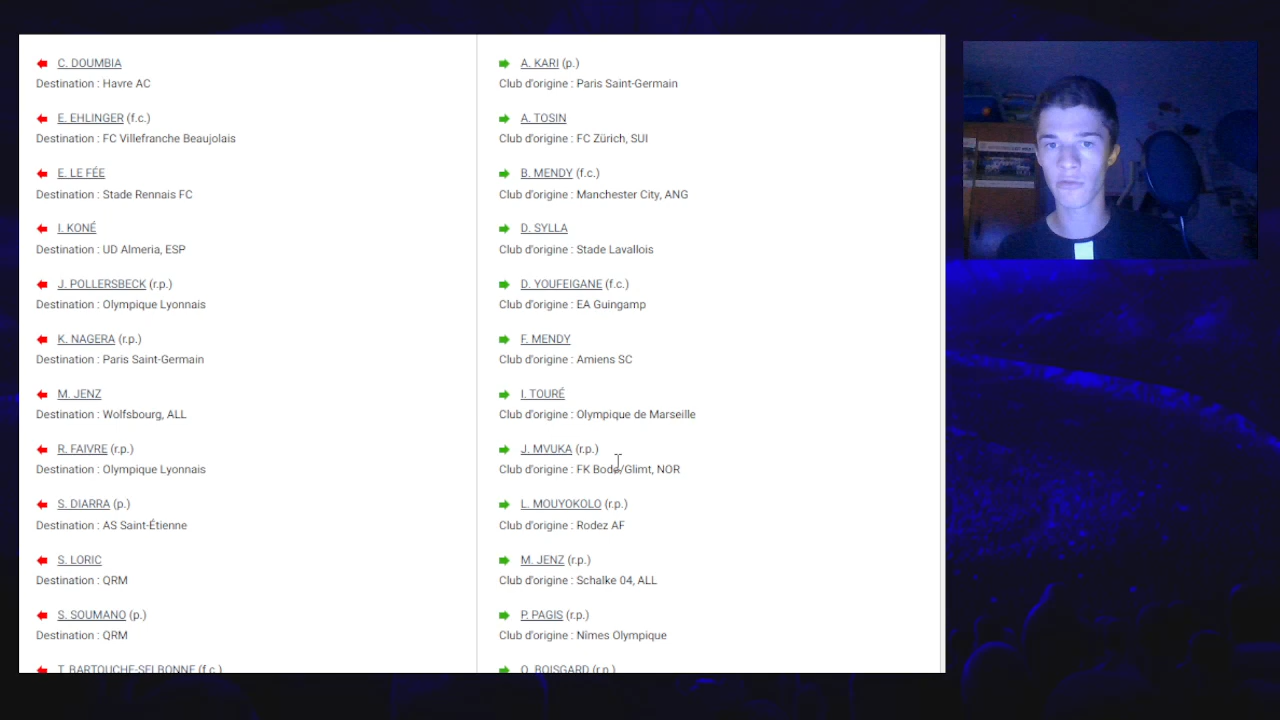 C. DOUMBIA
Destination : Havre AC
E. EHLINGER (f.c.)
Destination : FC Villefranche Beaujolais
E. LE FÉE
Destination : Stade Rennais FC
I. KONÉ
Destination : UD Almeria, ESP
J. POLLERSBECK (r.p.)
Destination : Olympique Lyonnais
K. NAGERA (r.p.)
Destination : Paris Saint-Germain
M. JENZ
Destination : Wolfsbourg, ALL
R. FAIVRE (r.p.)
Destination : Olympique Lyonnais
S. DIARRA (p.)
Destination : AS Saint-Étienne
S. LORIC
Destination : QRM
S. SOUMANO (p.)
Destination : QRM
T. BARTOUCHE-SELBONNE (f.c.)
A. KARI (p.)
Club d'origine : Paris Saint-Germain
A. TOSIN
Club d'origine : FC Zürich, SUI
B. MENDY (f.c.)
Club d'origine : Manchester City, ANG
D. SYLLA
Club d'origine : Stade Lavallois
D. YOUFEIGANE (f.c.)
Club d'origine : EA Guingamp
F. MENDY
Club d'origine : Amiens SC
I. TOURÉ
Club d'origine : Olympique de Marseille
J. MVUKA (r.p.)
Club d'origine : FK Bodø/Glimt, NOR
L. MOUYOKOLO (r.p.)
Club d'origine : Rodez AF
M. JENZ (r.p.)
Club d'origine : Schalke 04, ALL
P. PAGIS (r.p.)
Club d'origine : Nîmes Olympique
Q. BOISGARD (r.p.)